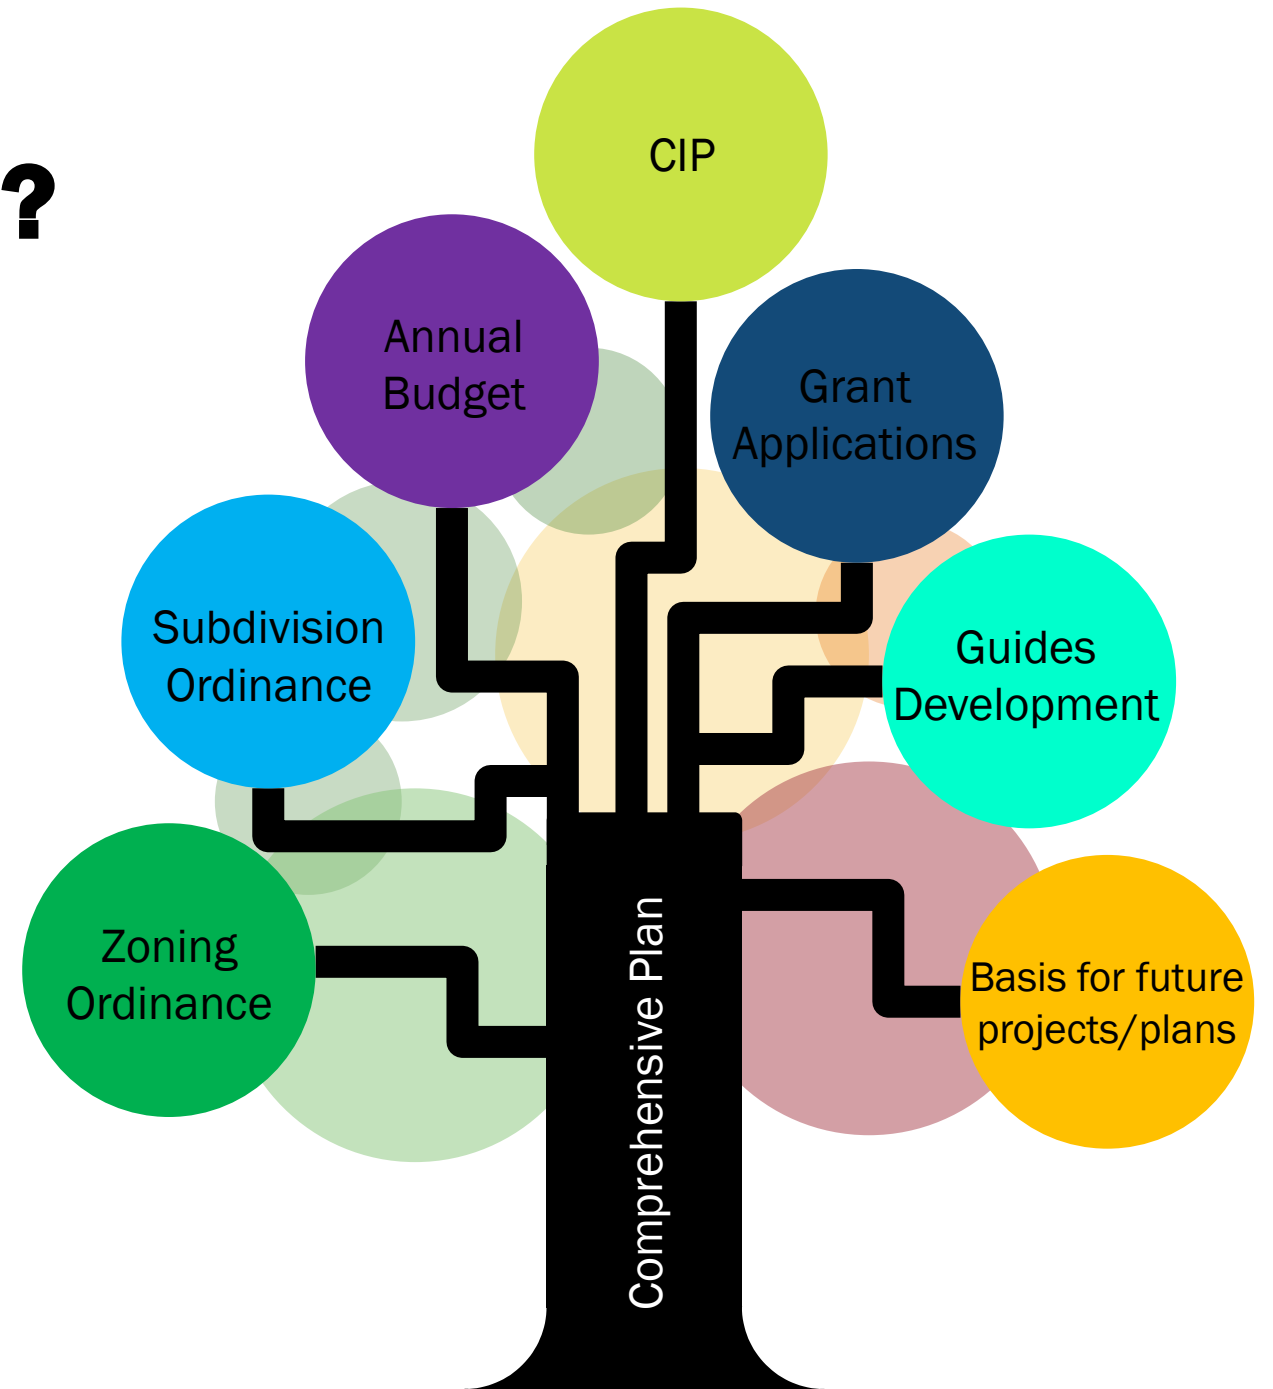 ?
CIP
Annual
Budget
Grant
Applications
Subdivision
Ordinance
Guides
Development
Zoning
Ordinance
Basis for future
projects/plans
Comprehensive Plan